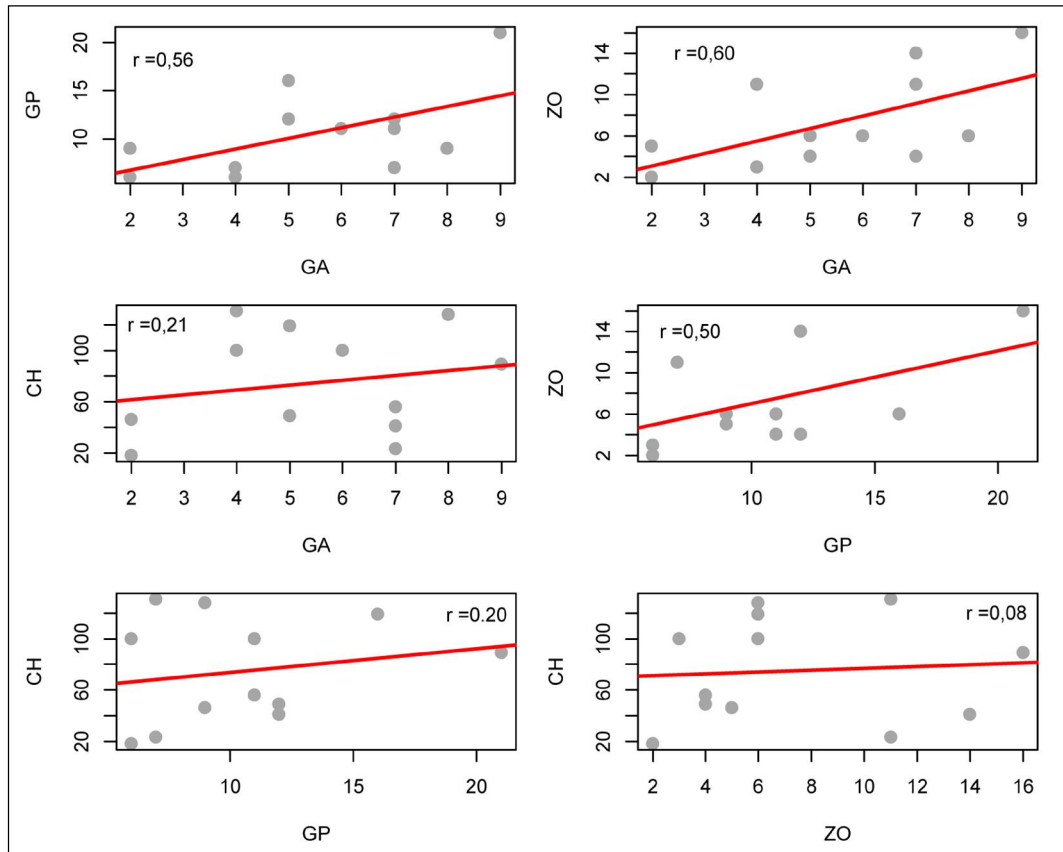 r =0,56
GP
10 15 20
2 3 4 5 6 7 8 9
GA
r =0,60
ZO
2 6 10 14
2 3 4 5 6 7 8 9
GA
r =0,21
CH
20 60 100
2 3 4 5 6 7 8 9
GA
r =0,50
ZO
2 6 10 14
10 15 20
GP
r =0.20
CH
20 60 100
10 15 20
GP
r =0,08
CH
20 60 100
2 4 6 8 10 12 14 16
ZO